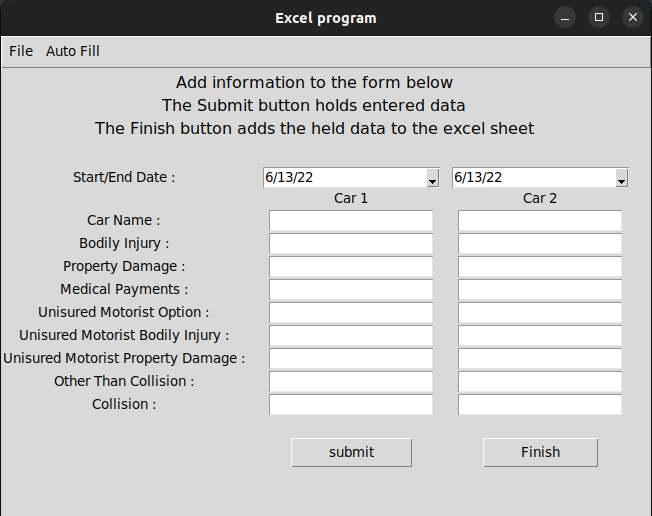 Excel program
File Auto Fill
Add information to the form below
The Submit button holds entered data
The Finish button adds the held data to the excel sheet
Start/End Date : 6/13/22 6/13/22
Car 1 Car 2
Car Name :
Bodily Injury :
Property Damage :
Medical Payments :
Unisured Motorist Option :
Unisured Motorist Bodily Injury :
Unisured Motorist Property Damage :
Other Than Collision :
Collision :
submit Finish